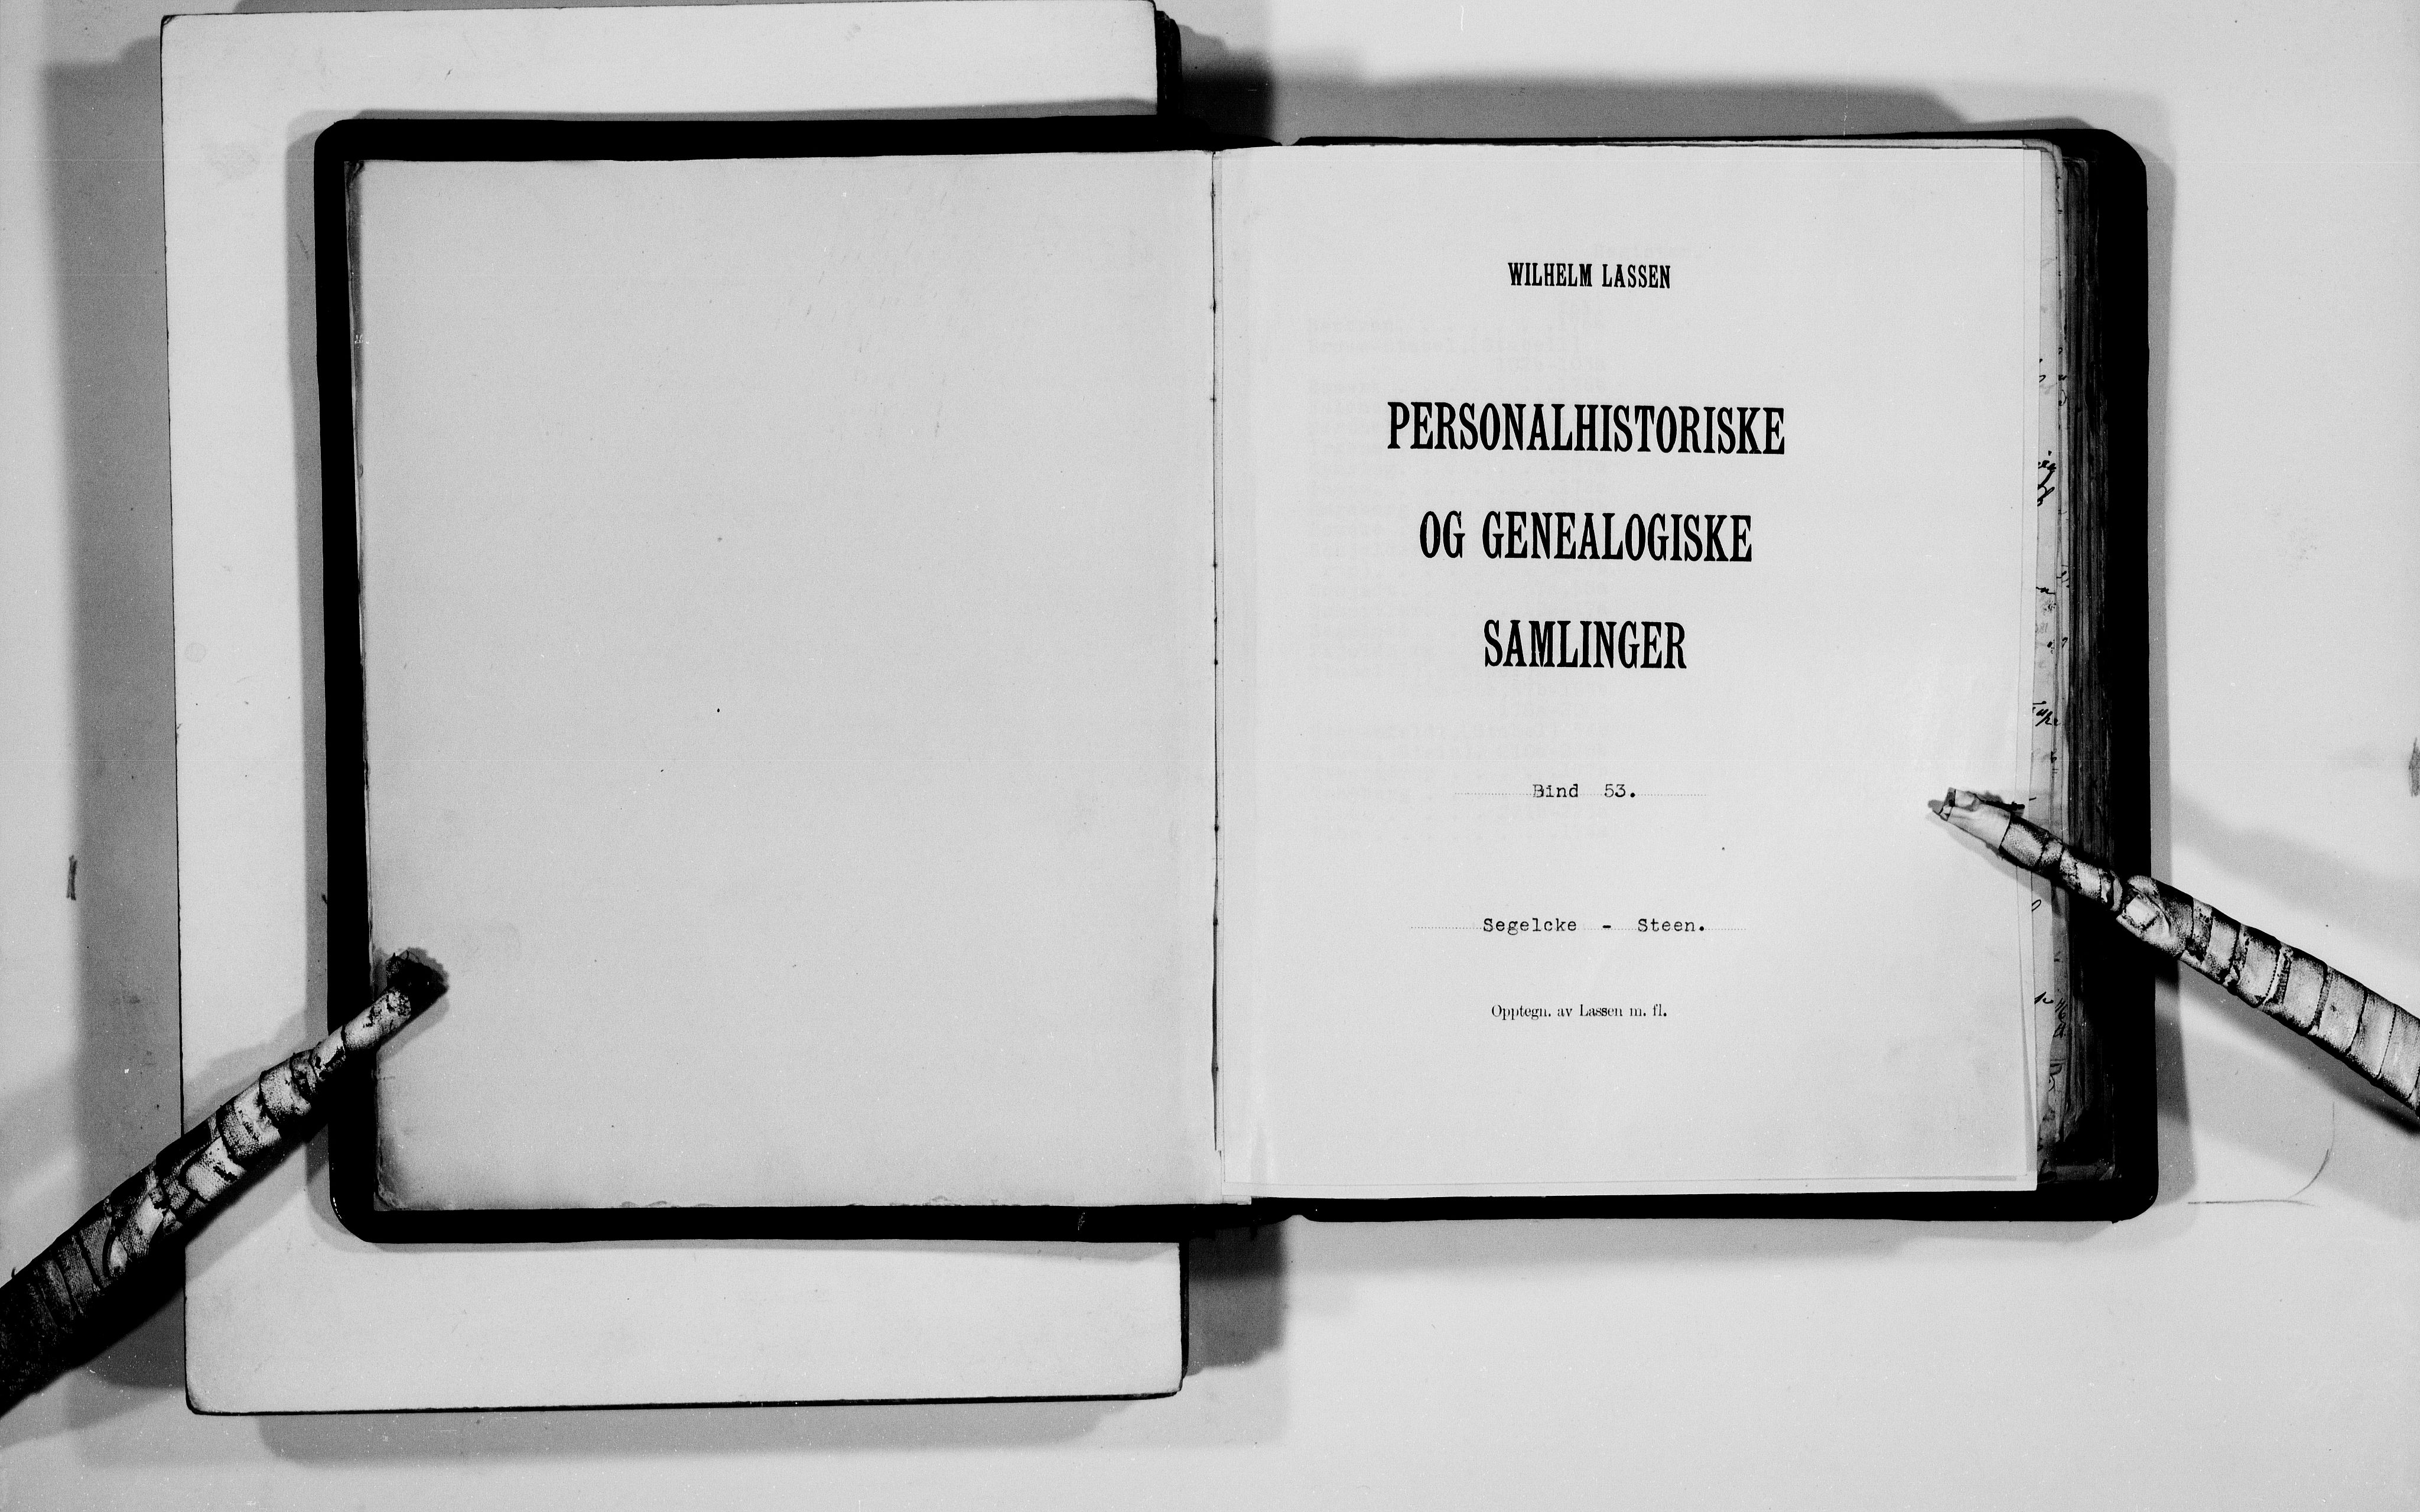 WILHELM LASSEN
PERSONALHISTORISKE
OG GENEALOGISKE
SAMLINGER
Bind 53.
Segelcke - Steen.
Opptegn. av Lassen m. fl.